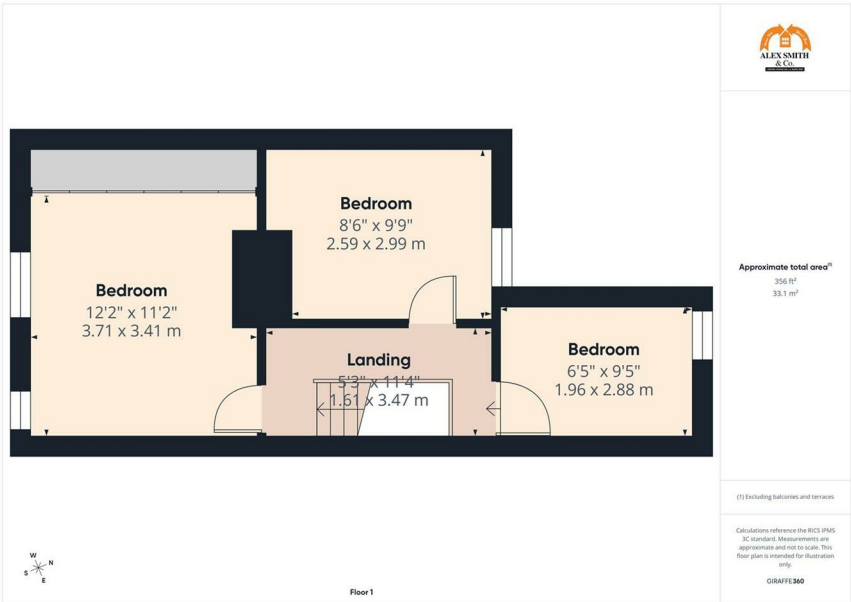 ALEX SMITH
& Co.
Approximate total area⁽¹⁾
356 ft²
33.1 m²
Bedroom
8'6" x 9'9"
2.59 x 2.99 m
Bedroom
12'2" x 11'2"
3.71 x 3.41 m
Landing
5'3" x 11'4"
1.61 x 3.47 m
Bedroom
6'5" x 9'5"
1.96 x 2.88 m
(1) Excluding balconies and terraces
Calculations reference the RICS IPMS
3C standard. Measurements are
approximate and not to scale. This
floor plan is intended for illustration
only.
GIRAFFE360
W
N
S
E
Floor 1